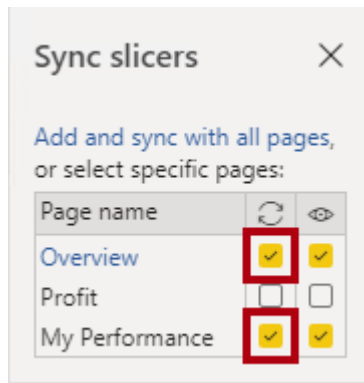 Sync slicers
Add and sync with all pages,
or select specific pages:
Page name
Overview
Profit
My Performance